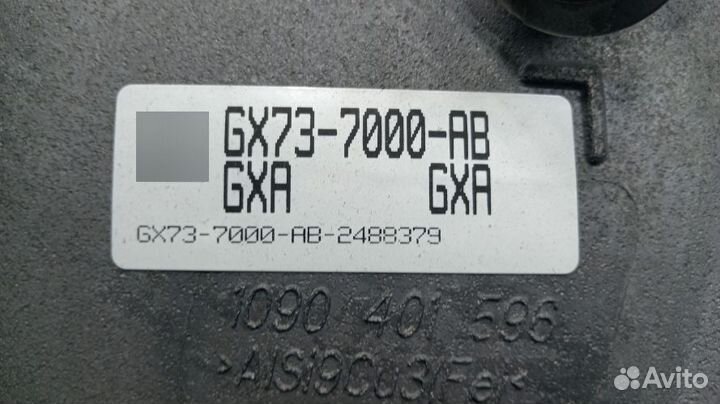 GX73-7000-AB
GXA GXA
GX73-7000-AB-2488379
1090 401 596
>AlSi9Cu3(Fe)<
Avito